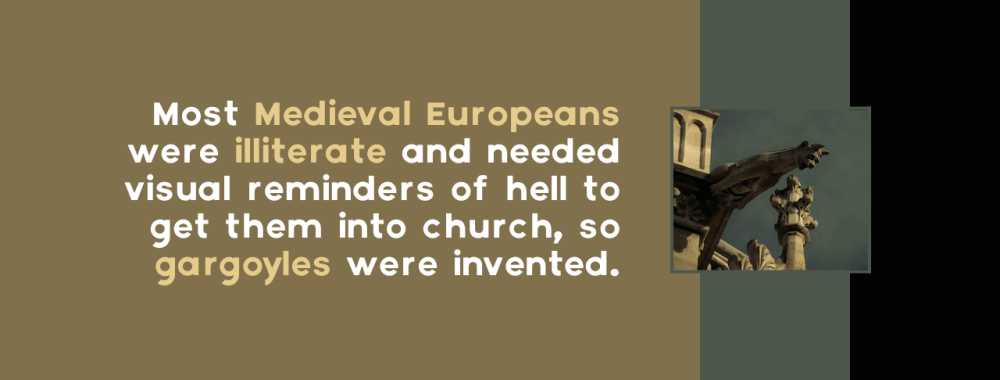 Most Medieval Europeans
were illiterate and needed
visual reminders of hell to
get them into church, so
gargoyles were invented.